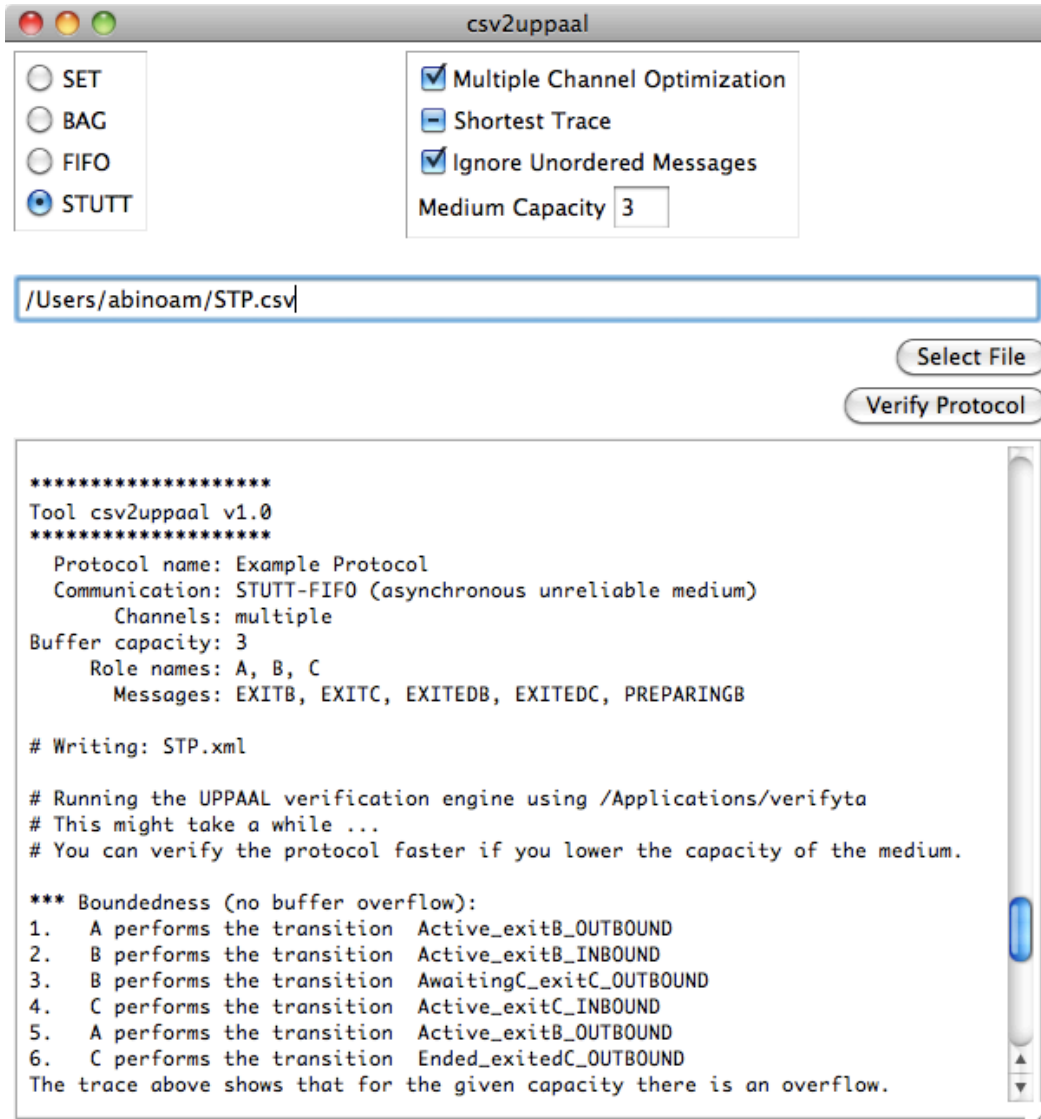 csv2uppaal
SET
BAG
FIFO
STUTT
Multiple Channel Optimization
Shortest Trace
Ignore Unordered Messages
Medium Capacity 3
/Users/abinoam/STP.csv
Select File
Verify Protocol
********************
Tool csv2uppaal v1.0
********************
Protocol name: Example Protocol
Communication: STUTT-FIFO (asynchronous unreliable medium)
Channels: multiple
Buffer capacity: 3
Role names: A, B, C
Messages: EXITB, EXITC, EXITEDB, EXITEDC, PREPARINGB
# Writing: STP.xml
# Running the UPPAAL verification engine using /Applications/verifyta
# This might take a while ...
# You can verify the protocol faster if you lower the capacity of the medium.
*** Boundedness (no buffer overflow):
1. A performs the transition Active_exitB_OUTBOUND
2. B performs the transition Active_exitB_INBOUND
3. B performs the transition AwaitingC_exitC_OUTBOUND
4. C performs the transition Active_exitC_INBOUND
5. A performs the transition Active_exitB_OUTBOUND
6. C performs the transition Ended_exitedC_OUTBOUND
The trace above shows that for the given capacity there is an overflow.